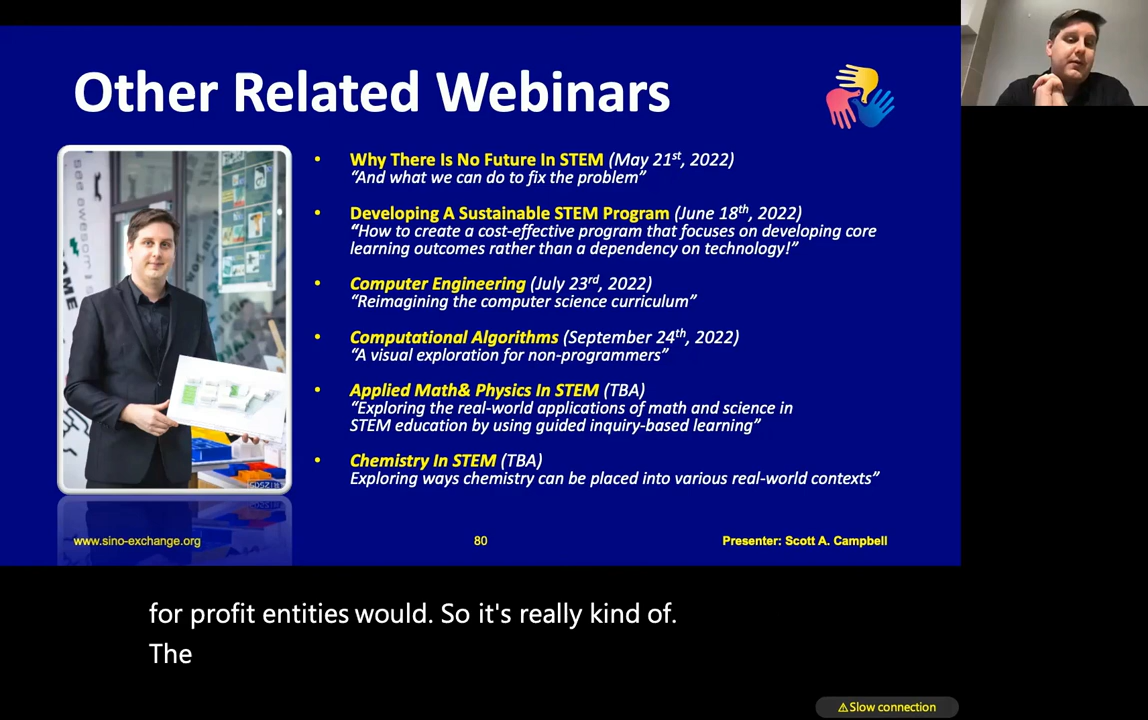 Other Related Webinars
• Why There Is No Future In STEM (May 21st, 2022)
“And what we can do to fix the problem”
• Developing A Sustainable STEM Program (June 18th, 2022)
“How to create a cost-effective program that focuses on developing core
learning outcomes rather than a dependency on technology!”
• Computer Engineering (July 23rd, 2022)
“Reimagining the computer science curriculum”
• Computational Algorithms (September 24th, 2022)
“A visual exploration for non-programmers”
• Applied Math& Physics In STEM (TBA)
“Exploring the real-world applications of math and science in
STEM education by using guided inquiry-based learning”
• Chemistry In STEM (TBA)
Exploring ways chemistry can be placed into various real-world contexts”
www.sino-exchange.org
80
Presenter: Scott A. Campbell
for profit entities would. So it's really kind of.
The
⚠Slow connection